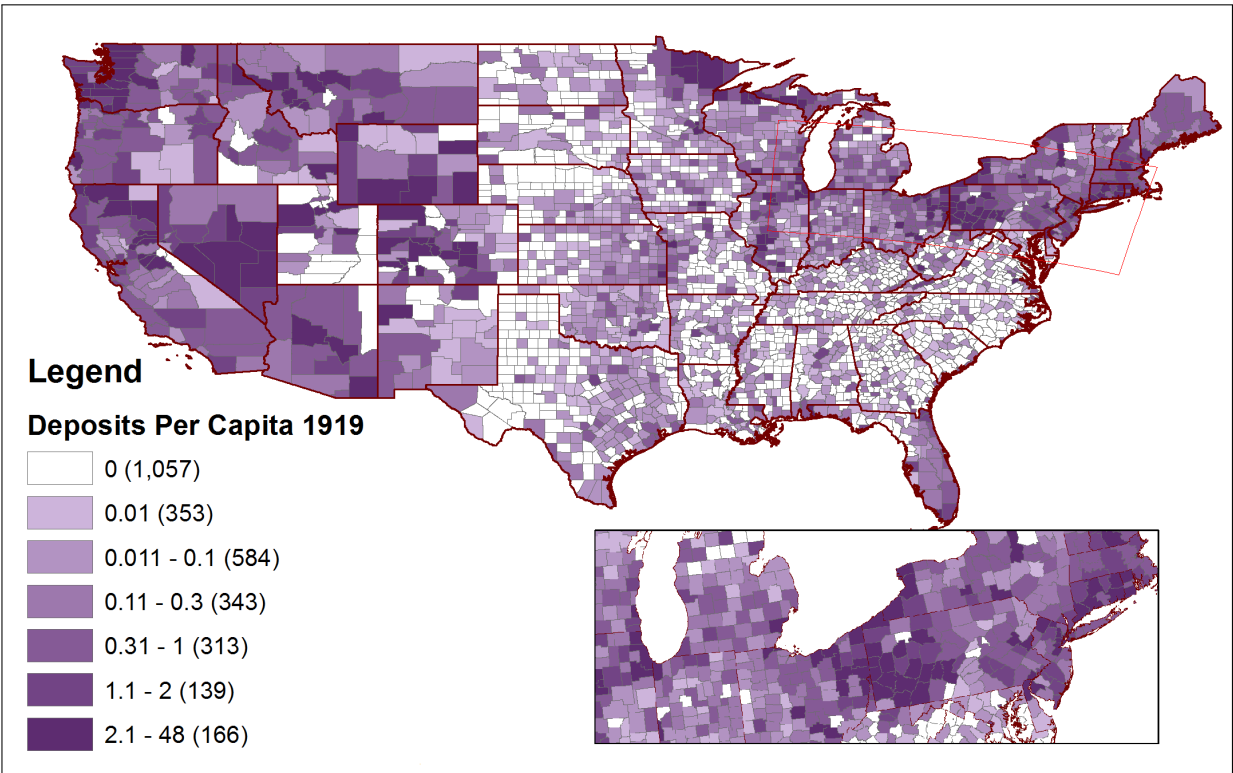 Legend
Deposits Per Capita 1919
0 (1,057)
0.01 (353)
0.011 - 0.1 (584)
0.11 - 0.3 (343)
0.31 - 1 (313)
1.1 - 2 (139)
2.1 - 48 (166)